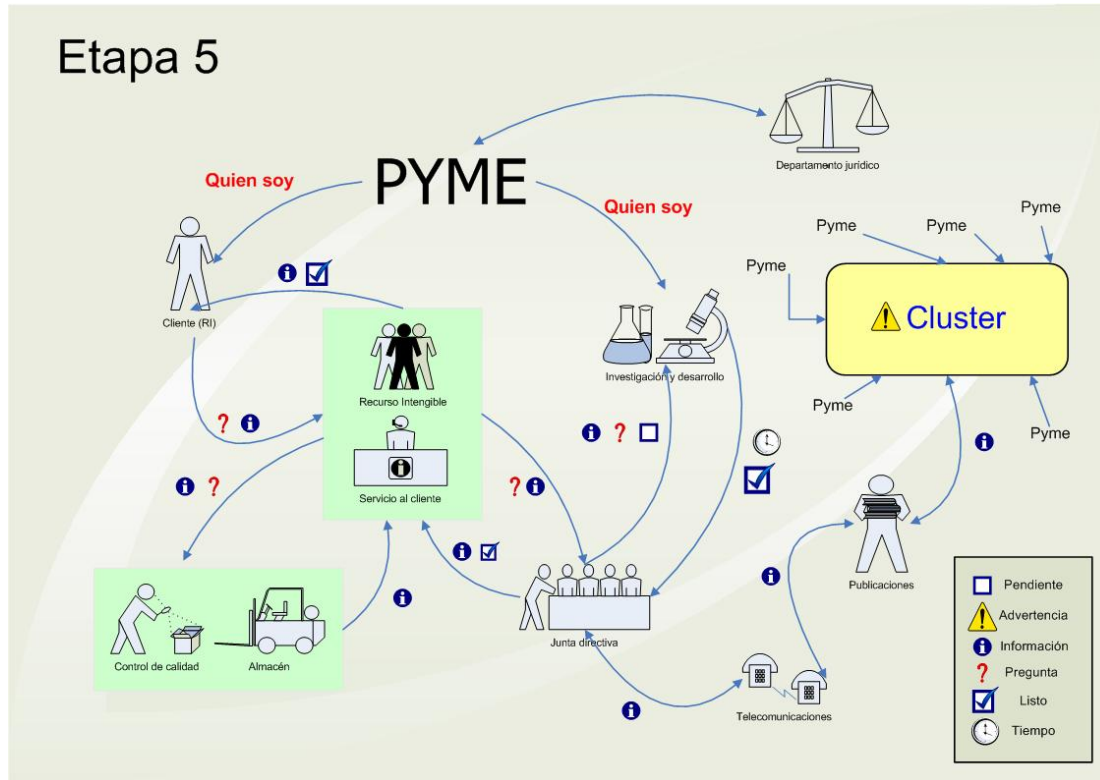 Etapa 5
Departamento jurídico
PYME
Quien soy
Quien soy
Pyme
Pyme
Pyme
Pyme
Cluster
Cliente (RI)
Recurso Intengible
Investigación y desarrollo
Pyme
Pyme
Servicio al cliente
Publicaciones
Junta directiva
Control de calidad
Almacén
Telecomunicaciones
Pendiente
Advertencia
Información
Pregunta
Listo
Tiempo